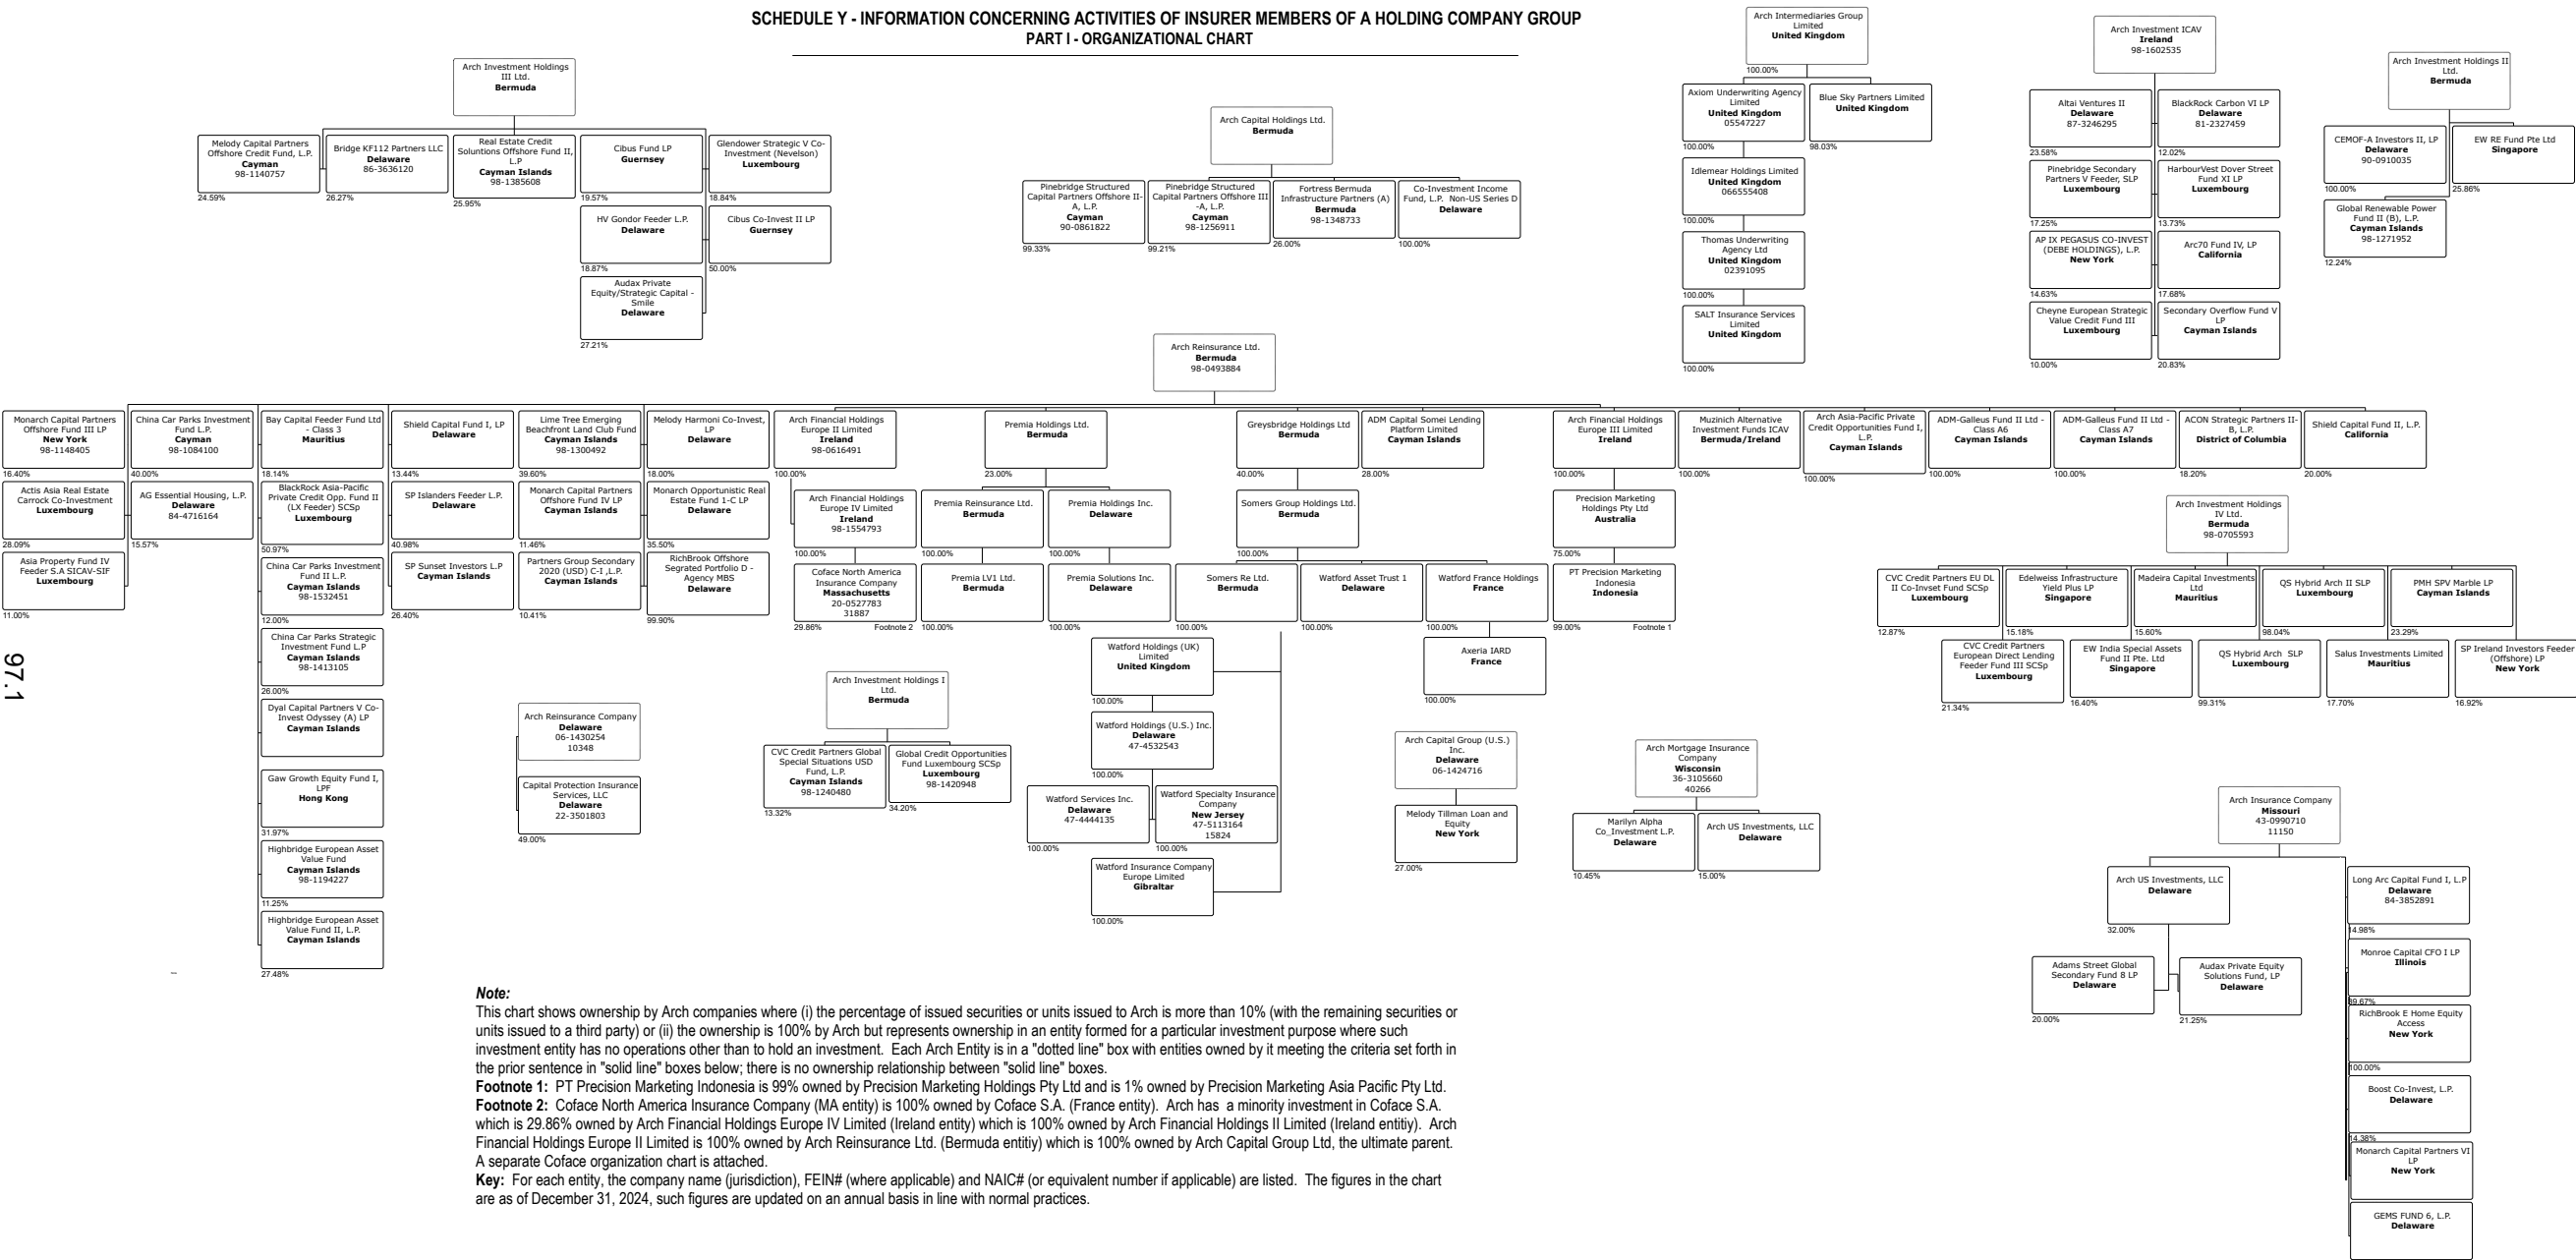 SCHEDULE Y - INFORMATION CONCERNING ACTIVITIES OF INSURER MEMBERS OF A HOLDING COMPANY GROUP
PART I - ORGANIZATIONAL CHART
Arch Investment Holdings
III Ltd.
Bermuda
Melody Capital Partners
Offshore Credit Fund, L.P.
Cayman
98-1140757
24.59%
Bridge KF112 Partners LLC
Delaware
86-3636120
26.27%
Real Estate Credit
Soluntions Offshore Fund II,
L.P
Cayman Islands
98-1385608
25.95%
Cibus Fund LP
Guernsey
19.57%
Glendower Strategic V Co-
Investment (Nevelson)
Luxembourg
18.84%
HV Gondor Feeder L.P.
Delaware
18.87%
Cibus Co-Invest II LP
Guernsey
50.00%
Audax Private
Equity/Strategic Capital -
Smile
Delaware
27.21%
Arch Capital Holdings Ltd.
Bermuda
Pinebridge Structured
Capital Partners Offshore II-
A, L.P.
Cayman
90-0861822
99.33%
Pinebridge Structured
Capital Partners Offshore III
-A, L.P.
Cayman
98-1256911
99.21%
Fortress Bermuda
Infrastructure Partners (A)
Bermuda
98-1348733
26.00%
Co-Investment Income
Fund, L.P. Non-US Series D
Delaware
100.00%
Arch Intermediaries Group
Limited
United Kingdom
100.00%
Axiom Underwriting Agency
Limited
United Kingdom
05547227
100.00%
Blue Sky Partners Limited
United Kingdom
98.03%
Idlemear Holdings Limited
United Kingdom
066555408
100.00%
Thomas Underwriting
Agency Ltd
United Kingdom
02391095
100.00%
SALT Insurance Services
Limited
United Kingdom
100.00%
Arch Investment ICAV
Ireland
98-1602535
Altai Ventures II
Delaware
87-3246295
23.58%
BlackRock Carbon VI LP
Delaware
81-2327459
12.02%
Pinebridge Secondary
Partners V Feeder, SLP
Luxembourg
17.25%
HarbourVest Dover Street
Fund XI LP
Luxembourg
13.73%
AP IX PEGASUS CO-INVEST
(DEBE HOLDINGS), L.P.
New York
14.63%
Arc70 Fund IV, LP
California
17.68%
Cheyne European Strategic
Value Credit Fund III
Luxembourg
10.00%
Secondary Overflow Fund V
LP
Cayman Islands
20.83%
Arch Investment Holdings II
Ltd.
Bermuda
CEMOF-A Investors II, LP
Delaware
90-0910035
100.00%
EW RE Fund Pte Ltd
Singapore
25.86%
Global Renewable Power
Fund II (B), L.P.
Cayman Islands
98-1271952
12.24%
Arch Reinsurance Ltd.
Bermuda
98-0493884
Monarch Capital Partners
Offshore Fund III LP
New York
98-1148405
16.40%
China Car Parks Investment
Fund L.P.
Cayman
98-1084100
40.00%
Bay Capital Feeder Fund Ltd
- Class 3
Mauritius
18.14%
Shield Capital Fund I, LP
Delaware
13.44%
Lime Tree Emerging
Beachfront Land Club Fund
Cayman Islands
98-1300492
39.60%
Melody Harmoni Co-Invest,
LP
Delaware
18.00%
Arch Financial Holdings
Europe II Limited
Ireland
98-0616491
100.00%
Premia Holdings Ltd.
Bermuda
23.00%
Greysbridge Holdings Ltd
Bermuda
40.00%
ADM Capital Somei Lending
Platform Limited
Cayman Islands
28.00%
Arch Financial Holdings
Europe III Limited
Ireland
100.00%
Muzinich Alternative
Investment Funds ICAV
Bermuda/Ireland
100.00%
Arch Asia-Pacific Private
Credit Opportunities Fund I,
L.P.
Cayman Islands
100.00%
ADM-Galleus Fund II Ltd -
Class A6
Cayman Islands
100.00%
ADM-Galleus Fund II Ltd -
Class A7
Cayman Islands
100.00%
ACON Strategic Partners II-
B, L.P.
District of Columbia
18.20%
Shield Capital Fund II, L.P.
California
20.00%
Actis Asia Real Estate
Carrock Co-Investment
Luxembourg
28.09%
AG Essential Housing, L.P.
Delaware
84-4716164
15.57%
BlackRock Asia-Pacific
Private Credit Opp. Fund II
(LX Feeder) SCSp
Luxembourg
50.97%
SP Islanders Feeder L.P.
Delaware
40.98%
Monarch Capital Partners
Offshore Fund IV LP
Cayman Islands
11.46%
Monarch Opportunistic Real
Estate Fund 1-C LP
Delaware
35.50%
Arch Financial Holdings
Europe IV Limited
Ireland
98-1554793
100.00%
Premia Reinsurance Ltd.
Bermuda
100.00%
Premia Holdings Inc.
Delaware
100.00%
Somers Group Holdings Ltd.
Bermuda
100.00%
Precision Marketing
Holdings Pty Ltd
Australia
75.00%
Asia Property Fund IV
Feeder S.A SICAV-SIF
Luxembourg
11.00%
China Car Parks Investment
Fund II L.P.
Cayman Islands
98-1532451
12.00%
SP Sunset Investors L.P
Cayman Islands
26.40%
Partners Group Secondary
2020 (USD) C-I ,L.P.
Cayman Islands
10.41%
RichBrook Offshore
Segrated Portfolio D -
Agency MBS
Delaware
99.90%
Coface North America
Insurance Company
Massachusetts
20-0527783
31887
29.86% Footnote 2
Premia LV1 Ltd.
Bermuda
100.00%
Premia Solutions Inc.
Delaware
100.00%
Somers Re Ltd.
Bermuda
100.00%
Watford Asset Trust 1
Delaware
100.00%
Watford France Holdings
France
100.00%
PT Precision Marketing
Indonesia
Indonesia
99.00% Footnote 1
China Car Parks Strategic
Investment Fund L.P
Cayman Islands
98-1413105
26.00%
Dyal Capital Partners V Co-
Invest Odyssey (A) LP
Cayman Islands
Gaw Growth Equity Fund I,
LPF
Hong Kong
31.97%
Highbridge European Asset
Value Fund
Cayman Islands
98-1194227
11.25%
Highbridge European Asset
Value Fund II, L.P.
Cayman Islands
27.48%
Watford Holdings (UK)
Limited
United Kingdom
100.00%
Axeria IARD
France
100.00%
Watford Holdings (U.S.) Inc.
Delaware
47-4532543
100.00%
Watford Services Inc.
Delaware
47-4444135
100.00%
Watford Specialty Insurance
Company
New Jersey
47-5113164
15824
100.00%
Watford Insurance Company
Europe Limited
Gibraltar
100.00%
Arch Investment Holdings
IV Ltd.
Bermuda
98-0705593
CVC Credit Partners EU DL
II Co-Invset Fund SCSp
Luxembourg
12.87%
Edelweiss Infrastructure
Yield Plus LP
Singapore
15.18%
Madeira Capital Investments
Ltd
Mauritius
15.60%
QS Hybrid Arch II SLP
Luxembourg
98.04%
PMH SPV Marble LP
Cayman Islands
23.29%
CVC Credit Partners
European Direct Lending
Feeder Fund III SCSp
Luxembourg
21.34%
EW India Special Assets
Fund II Pte. Ltd
Singapore
16.40%
QS Hybrid Arch SLP
Luxembourg
99.31%
Salus Investments Limited
Mauritius
17.70%
SP Ireland Investors Feeder
(Offshore) LP
New York
16.92%
97.1
Arch Reinsurance Company
Delaware
06-1430254
10348
Capital Protection Insurance
Services, LLC
Delaware
22-3501803
49.00%
Arch Investment Holdings I
Ltd.
Bermuda
CVC Credit Partners Global
Special Situations USD
Fund, L.P.
Cayman Islands
98-1240480
13.32%
Global Credit Opportunities
Fund Luxembourg SCSp
Luxembourg
98-1420948
34.20%
Arch Capital Group (U.S.)
Inc.
Delaware
06-1424716
Melody Tillman Loan and
Equity
New York
27.00%
Arch Mortgage Insurance
Company
Wisconsin
36-3105660
40266
Marilyn Alpha
Co_Investment L.P.
Delaware
10.45%
Arch US Investments, LLC
Delaware
15.00%
Arch Insurance Company
Missouri
43-0990710
11150
Arch US Investments, LLC
Delaware
32.00%
Long Arc Capital Fund I, L.P
Delaware
84-3852891
14.98%
Adams Street Global
Secondary Fund 8 LP
Delaware
20.00%
Audax Private Equity
Solutions Fund, LP
Delaware
21.25%
Monroe Capital CFO I LP
Illinois
89.67%
RichBrook E Home Equity
Access
New York
100.00%
Boost Co-Invest, L.P.
Delaware
14.38%
Monarch Capital Partners VI
LP
New York
GEMS FUND 6, L.P.
Delaware
Note:
This chart shows ownership by Arch companies where (i) the percentage of issued securities or units issued to Arch is more than 10% (with the remaining securities or
units issued to a third party) or (ii) the ownership is 100% by Arch but represents ownership in an entity formed for a particular investment purpose where such
investment entity has no operations other than to hold an investment. Each Arch Entity is in a "dotted line" box with entities owned by it meeting the criteria set forth in
the prior sentence in "solid line" boxes below; there is no ownership relationship between "solid line" boxes.
Footnote 1: PT Precision Marketing Indonesia is 99% owned by Precision Marketing Holdings Pty Ltd and is 1% owned by Precision Marketing Asia Pacific Pty Ltd.
Footnote 2: Coface North America Insurance Company (MA entity) is 100% owned by Coface S.A. (France entity). Arch has a minority investment in Coface S.A.
which is 29.86% owned by Arch Financial Holdings Europe IV Limited (Ireland entity) which is 100% owned by Arch Financial Holdings II Limited (Ireland entitiy). Arch
Financial Holdings Europe II Limited is 100% owned by Arch Reinsurance Ltd. (Bermuda entitiy) which is 100% owned by Arch Capital Group Ltd, the ultimate parent.
A separate Coface organization chart is attached.
Key: For each entity, the company name (jurisdiction), FEIN# (where applicable) and NAIC# (or equivalent number if applicable) are listed. The figures in the chart
are as of December 31, 2024, such figures are updated on an annual basis in line with normal practices.